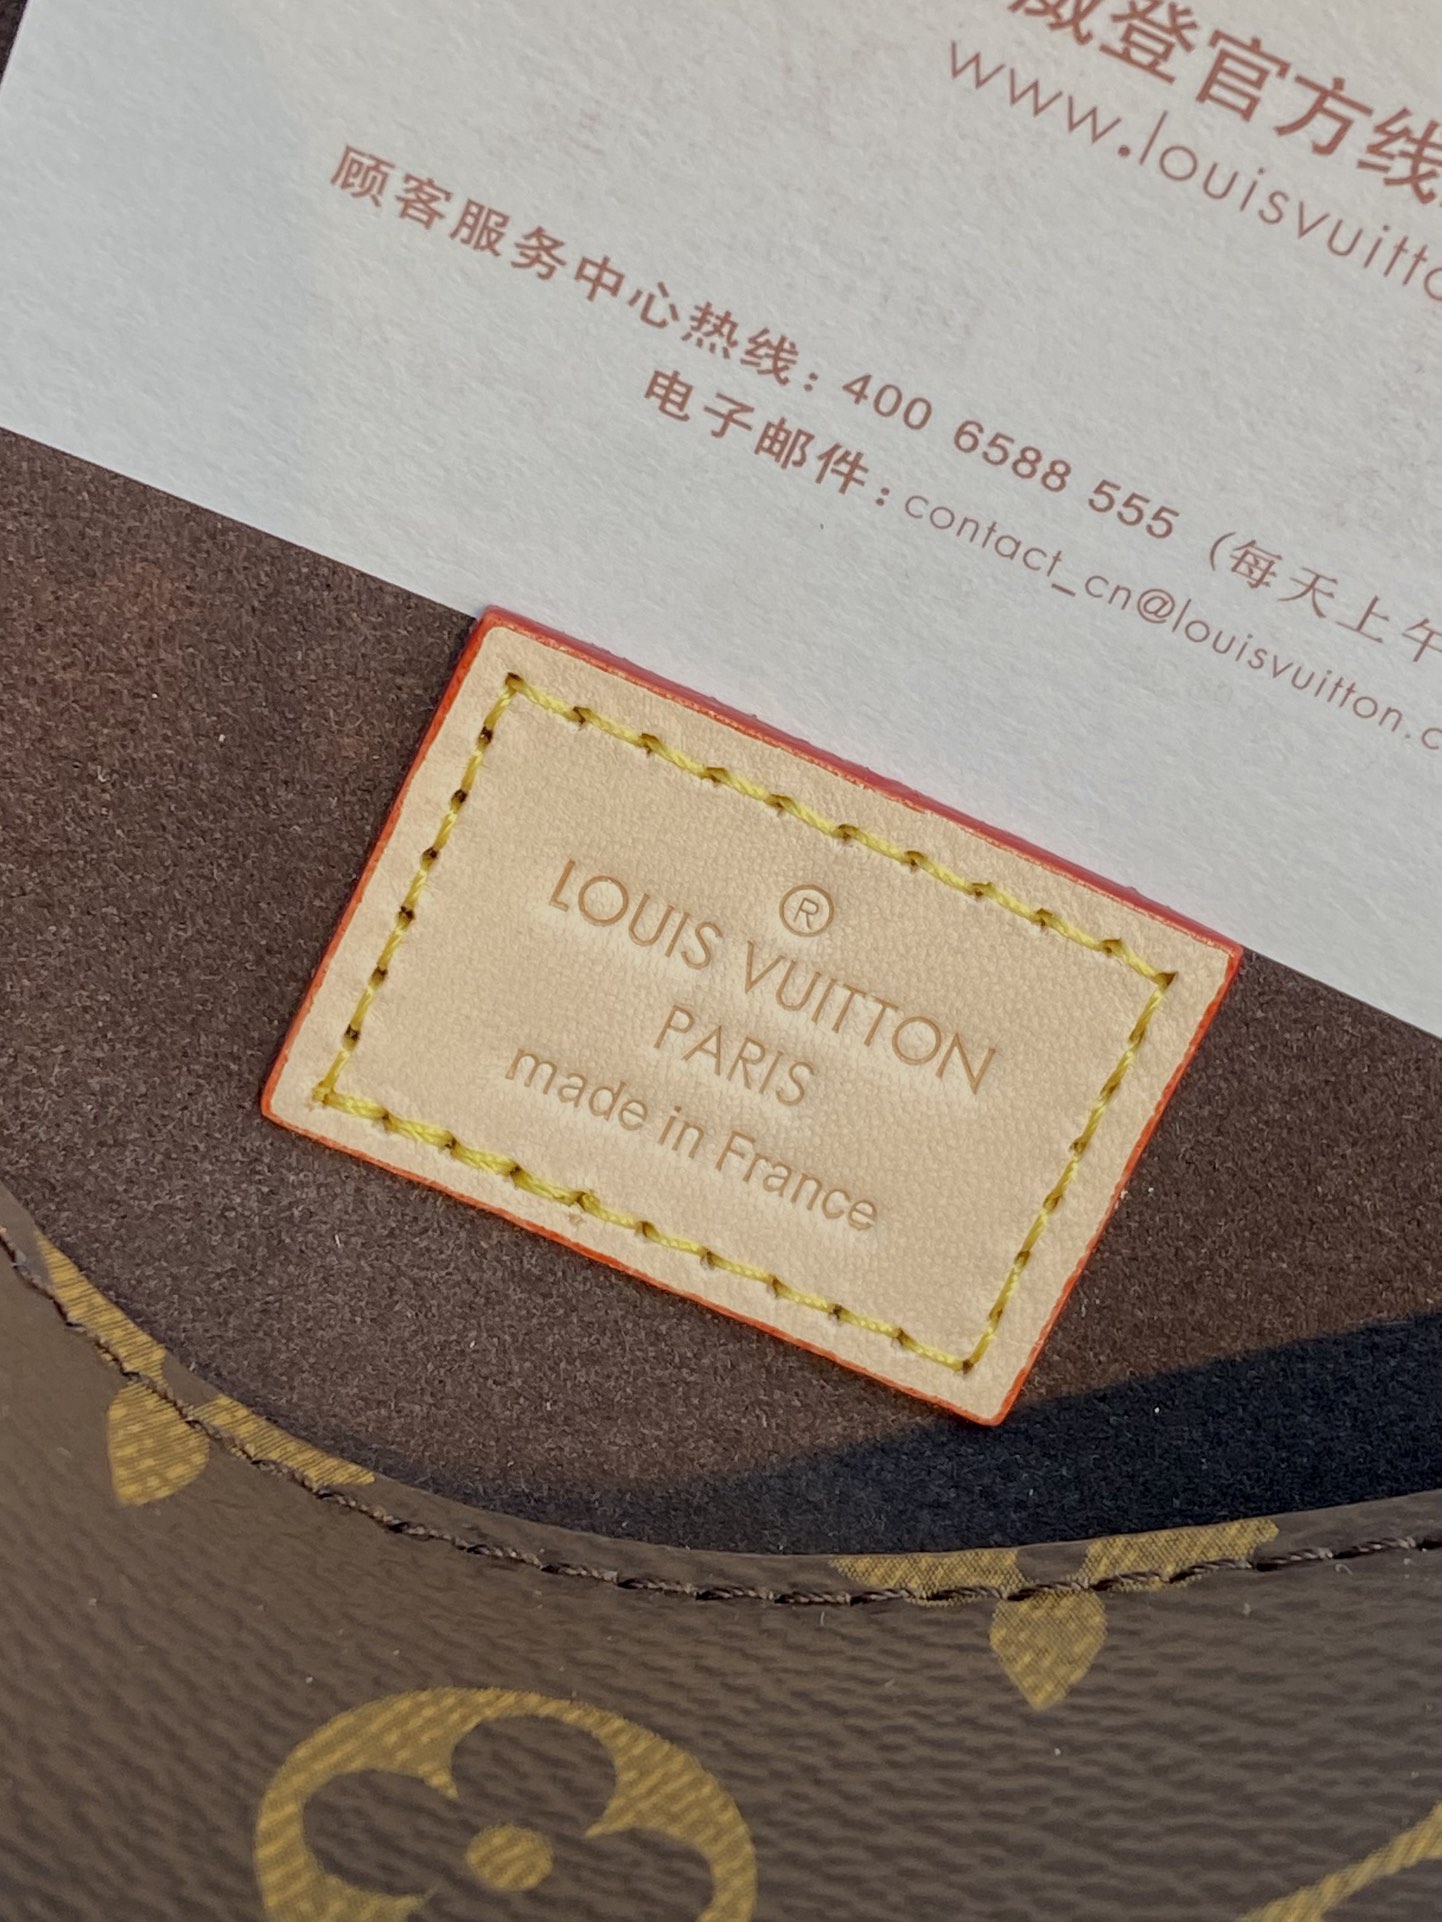 威登官方线
www.louisvuitto
顾客服务中心热线：400 6588 555（每天上午
电子邮件：contact_cn@louisvuitton.c
®
LOUIS VUITTON
PARIS
made in France